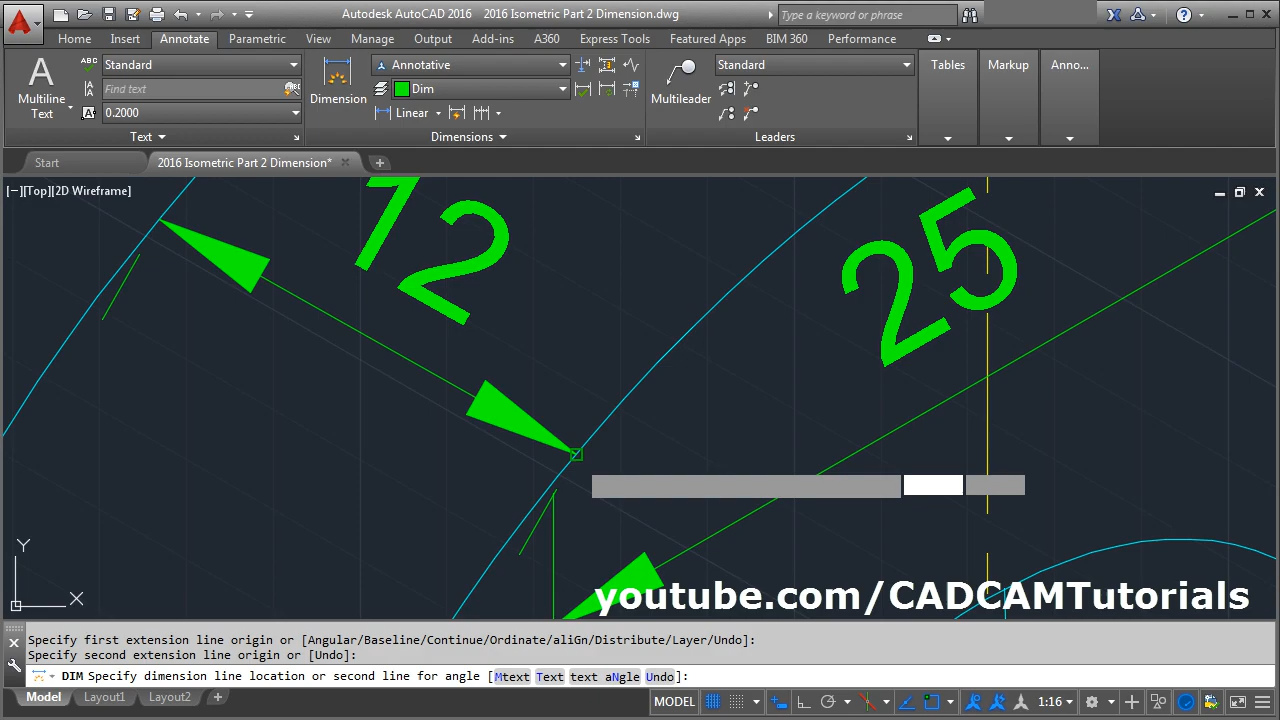 Autodesk AutoCAD 2016 2016 Isometric Part 2 Dimension.dwg
Type a keyword or phrase
Home Insert Annotate Parametric View Manage Output Add-ins A360 Express Tools Featured Apps BIM 360 Performance
A
Multiline
Text
ABC
Standard
Find text
0.2000
Text
Dimension
Annotative
Dim
Linear
Dimensions
Multileader
Standard
Leaders
Tables
Markup
Anno...
Start 2016 Isometric Part 2 Dimension*
[−][Top][2D Wireframe]
12
25
Y
X
youtube.com/CADCAMTutorials
Specify first extension line origin or [Angular/Baseline/Continue/Ordinate/aliGn/Distribute/Layer/Undo]:
Specify second extension line origin or [Undo]:
DIM Specify dimension line location or second line for angle [Mtext Text text aNgle Undo]:
Model Layout1 Layout2 +
MODEL 1:16